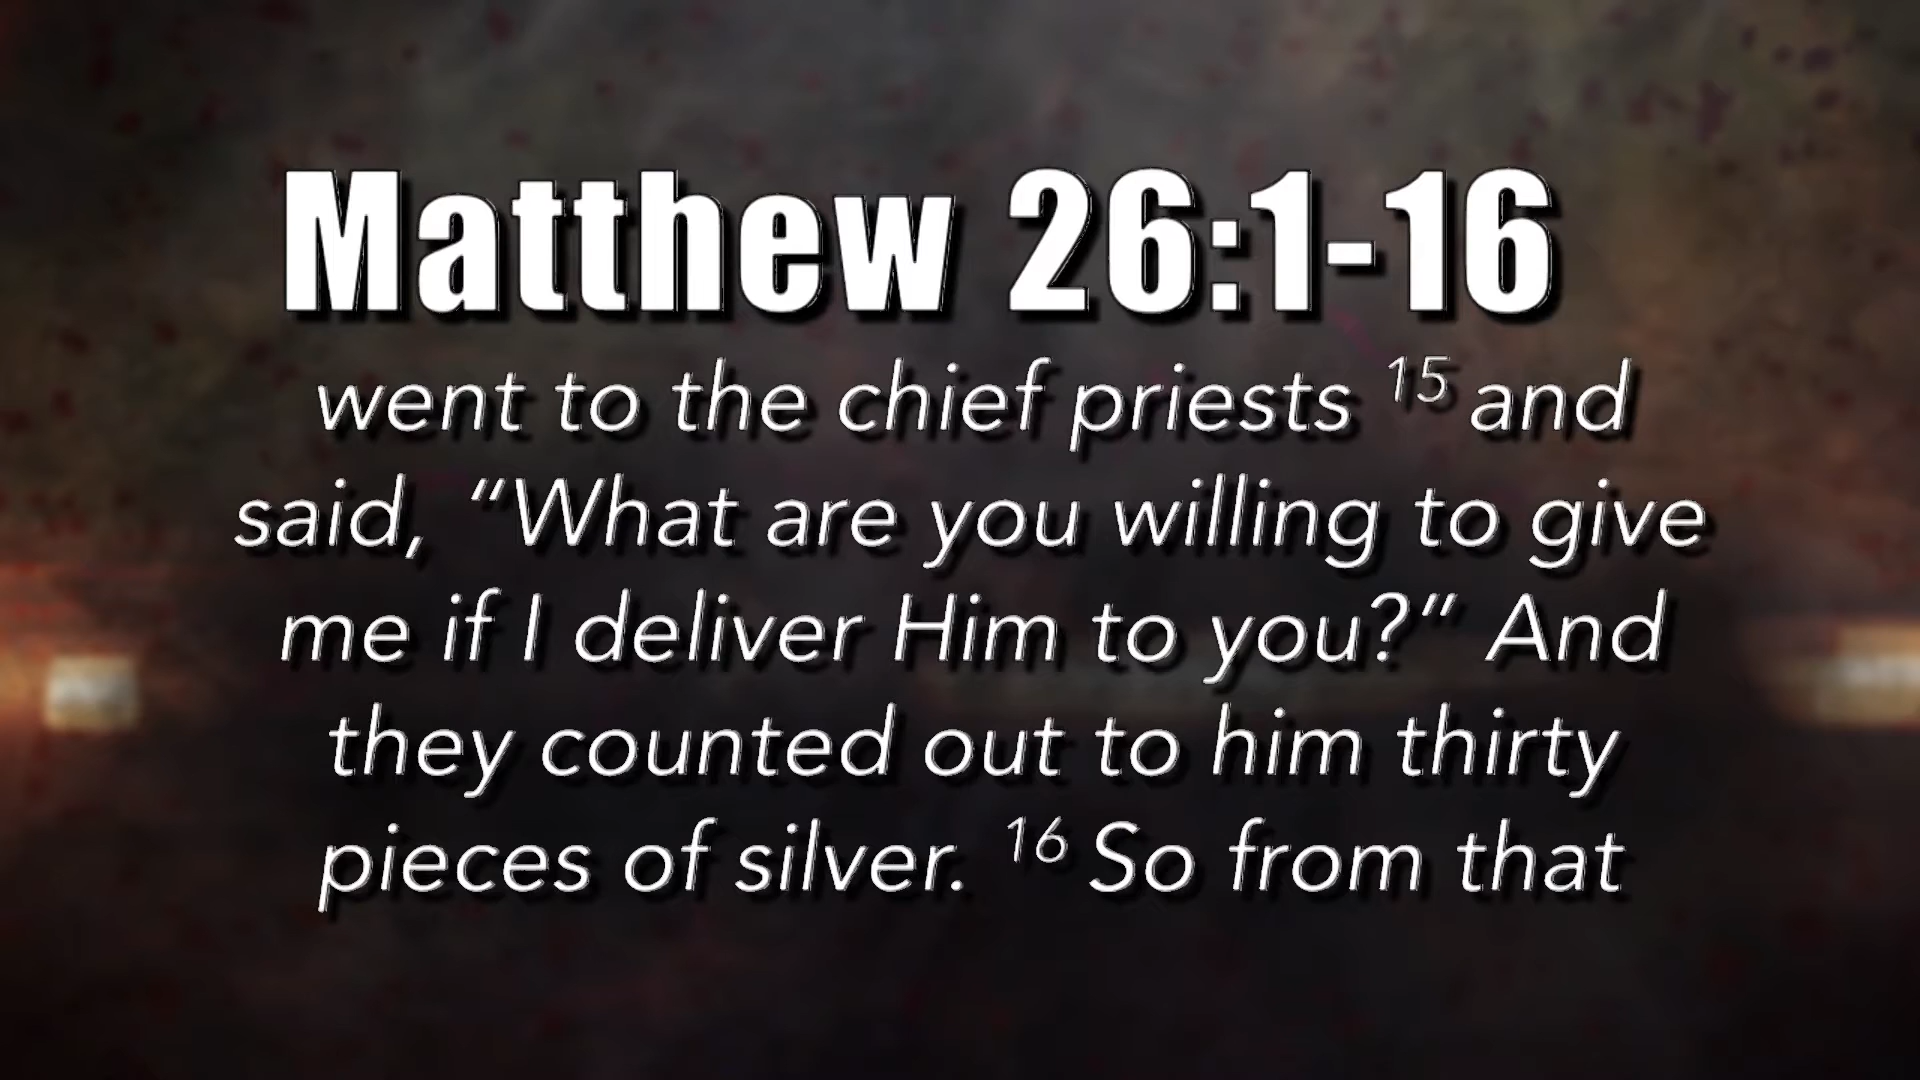 Matthew 26:1-16
went to the chief priests 15 and
said, “What are you willing to give
me if I deliver Him to you?” And
they counted out to him thirty
pieces of silver. 16 So from that